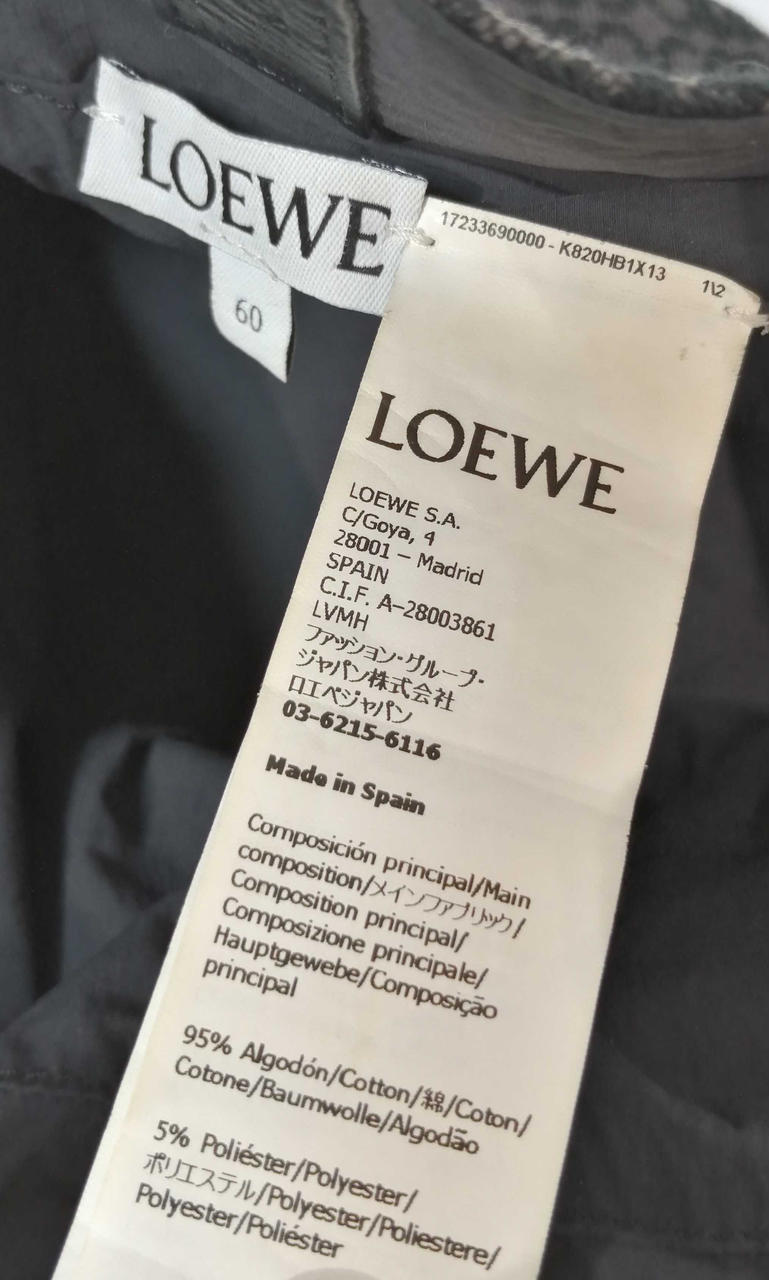 LOEWE
60
17233690000 - K820HB1X13 1\2
LOEWE
LOEWE S.A.
C/Goya, 4
28001 – Madrid
SPAIN
C.I.F. A-28003861
LVMH
ファッション・グループ・
ジャパン株式会社
ロエベジャパン
03-6215-6116
Made in Spain
Composición principal/Main
composition/メインファブリック/
Composition principal/
Composizione principale/
Hauptgewebe/Composição
principal
95% Algodón/Cotton/綿/Coton/
Cotone/Baumwolle/Algodão
5% Poliéster/Polyester/
ポリエステル/Polyester/Poliestere/
Polyester/Poliéster